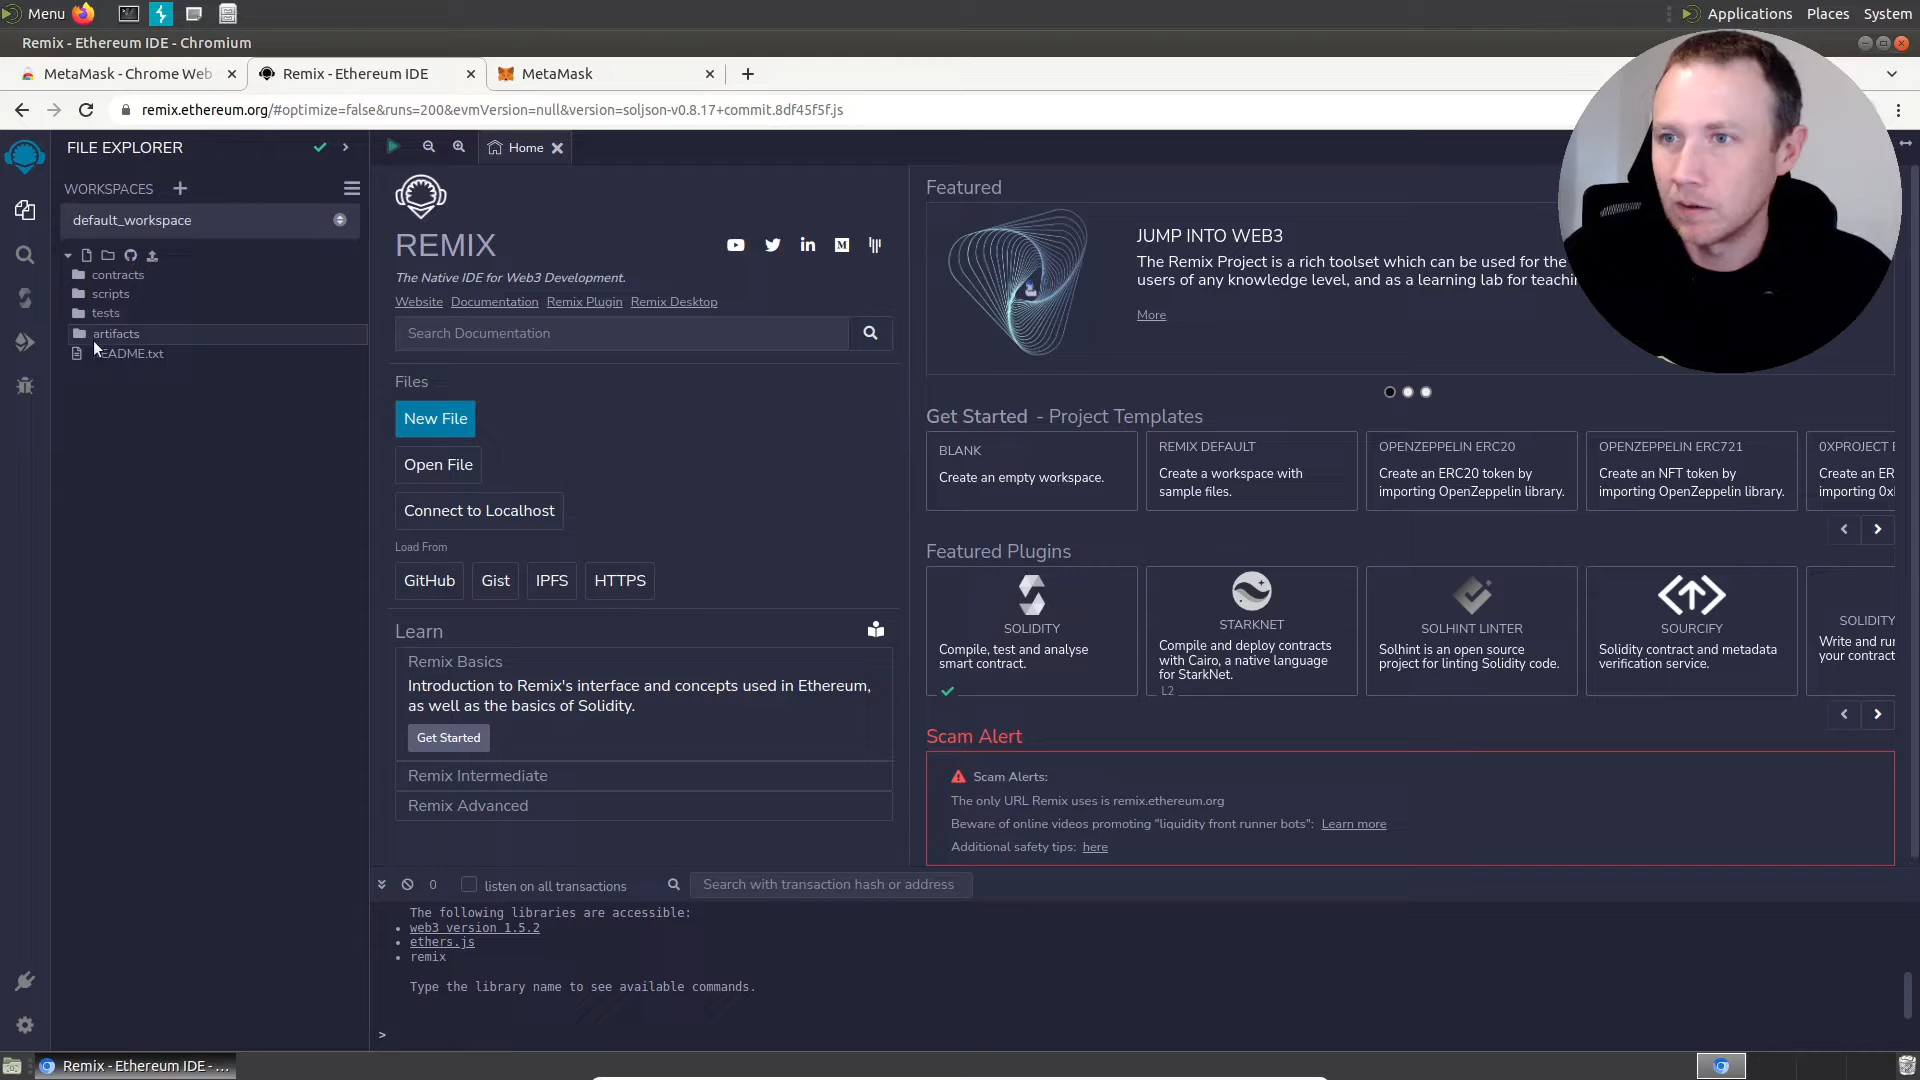 Menu
Applications Places System
Remix - Ethereum IDE - Chromium
MetaMask - Chrome Web
Remix - Ethereum IDE
MetaMask
remix.ethereum.org/#optimize=false&runs=200&evmVersion=null&version=soljson-v0.8.17+commit.8df45f5f.js
FILE EXPLORER
WORKSPACES
default_workspace
contracts
scripts
tests
artifacts
Home
REMIX
The Native IDE for Web3 Development.
Website Documentation Remix Plugin Remix Desktop
Search Documentation
Files
New File
Open File
Connect to Localhost
Load From
GitHub Gist IPFS HTTPS
Learn
Remix Basics
Introduction to Remix's interface and concepts used in Ethereum,
as well as the basics of Solidity.
Get Started
Remix Intermediate
Remix Advanced
Featured
JUMP INTO WEB3
The Remix Project is a rich toolset which can be used for the
users of any knowledge level, and as a learning lab for
More
Get Started - Project Templates
BLANK
Create an empty workspace.
REMIX DEFAULT
Create a workspace with
sample files.
OPENZEPPELIN ERC20
Create an ERC20 token by
importing OpenZeppelin library.
OPENZEPPELIN ERC721
Create an NFT token by
importing OpenZeppelin library.
0XPROJECT
Create an
importing
Featured Plugins
SOLIDITY
Compile, test and analyse
smart contract.
STARKNET
Compile and deploy contracts
with Cairo, a native language
for StarkNet.
L2
SOLHINT LINTER
Solhint is an open source
project for linting Solidity code.
SOURCIFY
Solidity contract and metadata
verification service.
SOLIDITY
Write and
your contract
Scam Alert
Scam Alerts:
The only URL Remix uses is remix.ethereum.org
Beware of online videos promoting "liquidity front runner bots": Learn more
Additional safety tips: here
0 listen on all transactions
Search with transaction hash or address
The following libraries are accessible:
• web3 version 1.5.2
• ethers.js
• remix
Type the library name to see available commands.
>
Remix - Ethereum IDE - ...